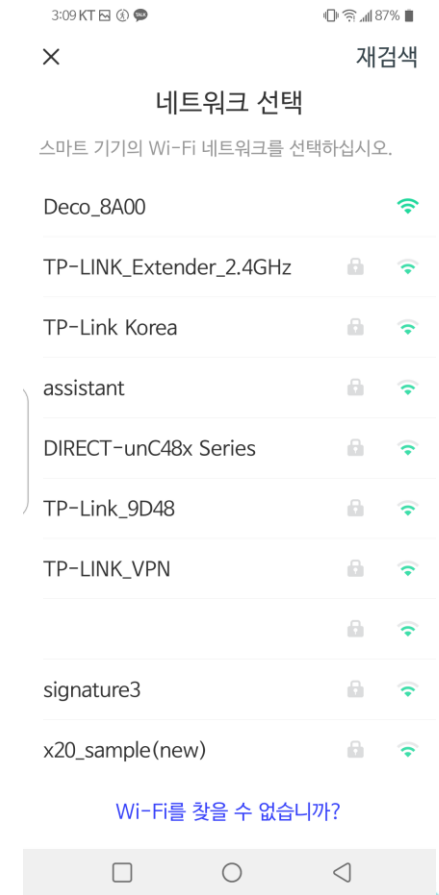 3:09 KT
87%
재검색
네트워크 선택
스마트 기기의 Wi-Fi 네트워크를 선택하십시오.
Deco_8A00
TP-LINK_Extender_2.4GHz
TP-Link Korea
assistant
DIRECT-unC48x Series
TP-Link_9D48
TP-LINK_VPN
signature3
x20_sample(new)
Wi-Fi를 찾을 수 없습니까?